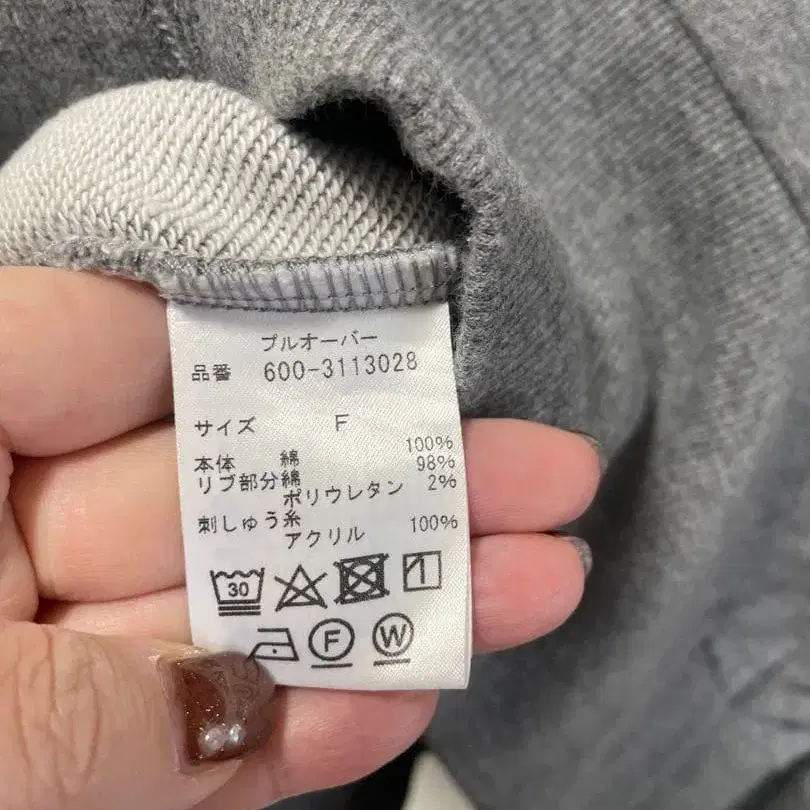 プルオーバー
品番 600-3113028
サイズ F
本体 綿 100%
リブ部分綿 98%
ポリウレタン 2%
刺しゅう糸
アクリル 100%
30
F W